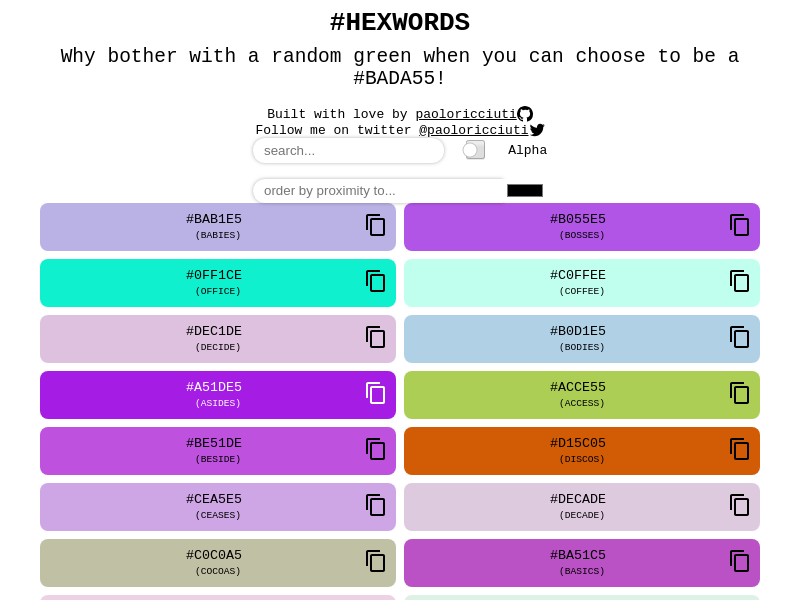 #HEXWORDS
Why bother with a random green when you can choose to be a
#BADA55!
Built with love by paoloricciuti
Follow me on twitter @paoloricciuti
search...
Alpha
order by proximity to...
#BAB1E5
(BABIES)
#B055E5
(BOSSES)
#0FF1CE
(OFFICE)
#C0FFEE
(COFFEE)
#DEC1DE
(DECIDE)
#B0D1E5
(BODIES)
#A51DE5
(ASIDES)
#ACCE55
(ACCESS)
#BE51DE
(BESIDE)
#D15C05
(DISCOS)
#CEA5E5
(CEASES)
#DECADE
(DECADE)
#C0C0A5
(COCOAS)
#BA51C5
(BASICS)